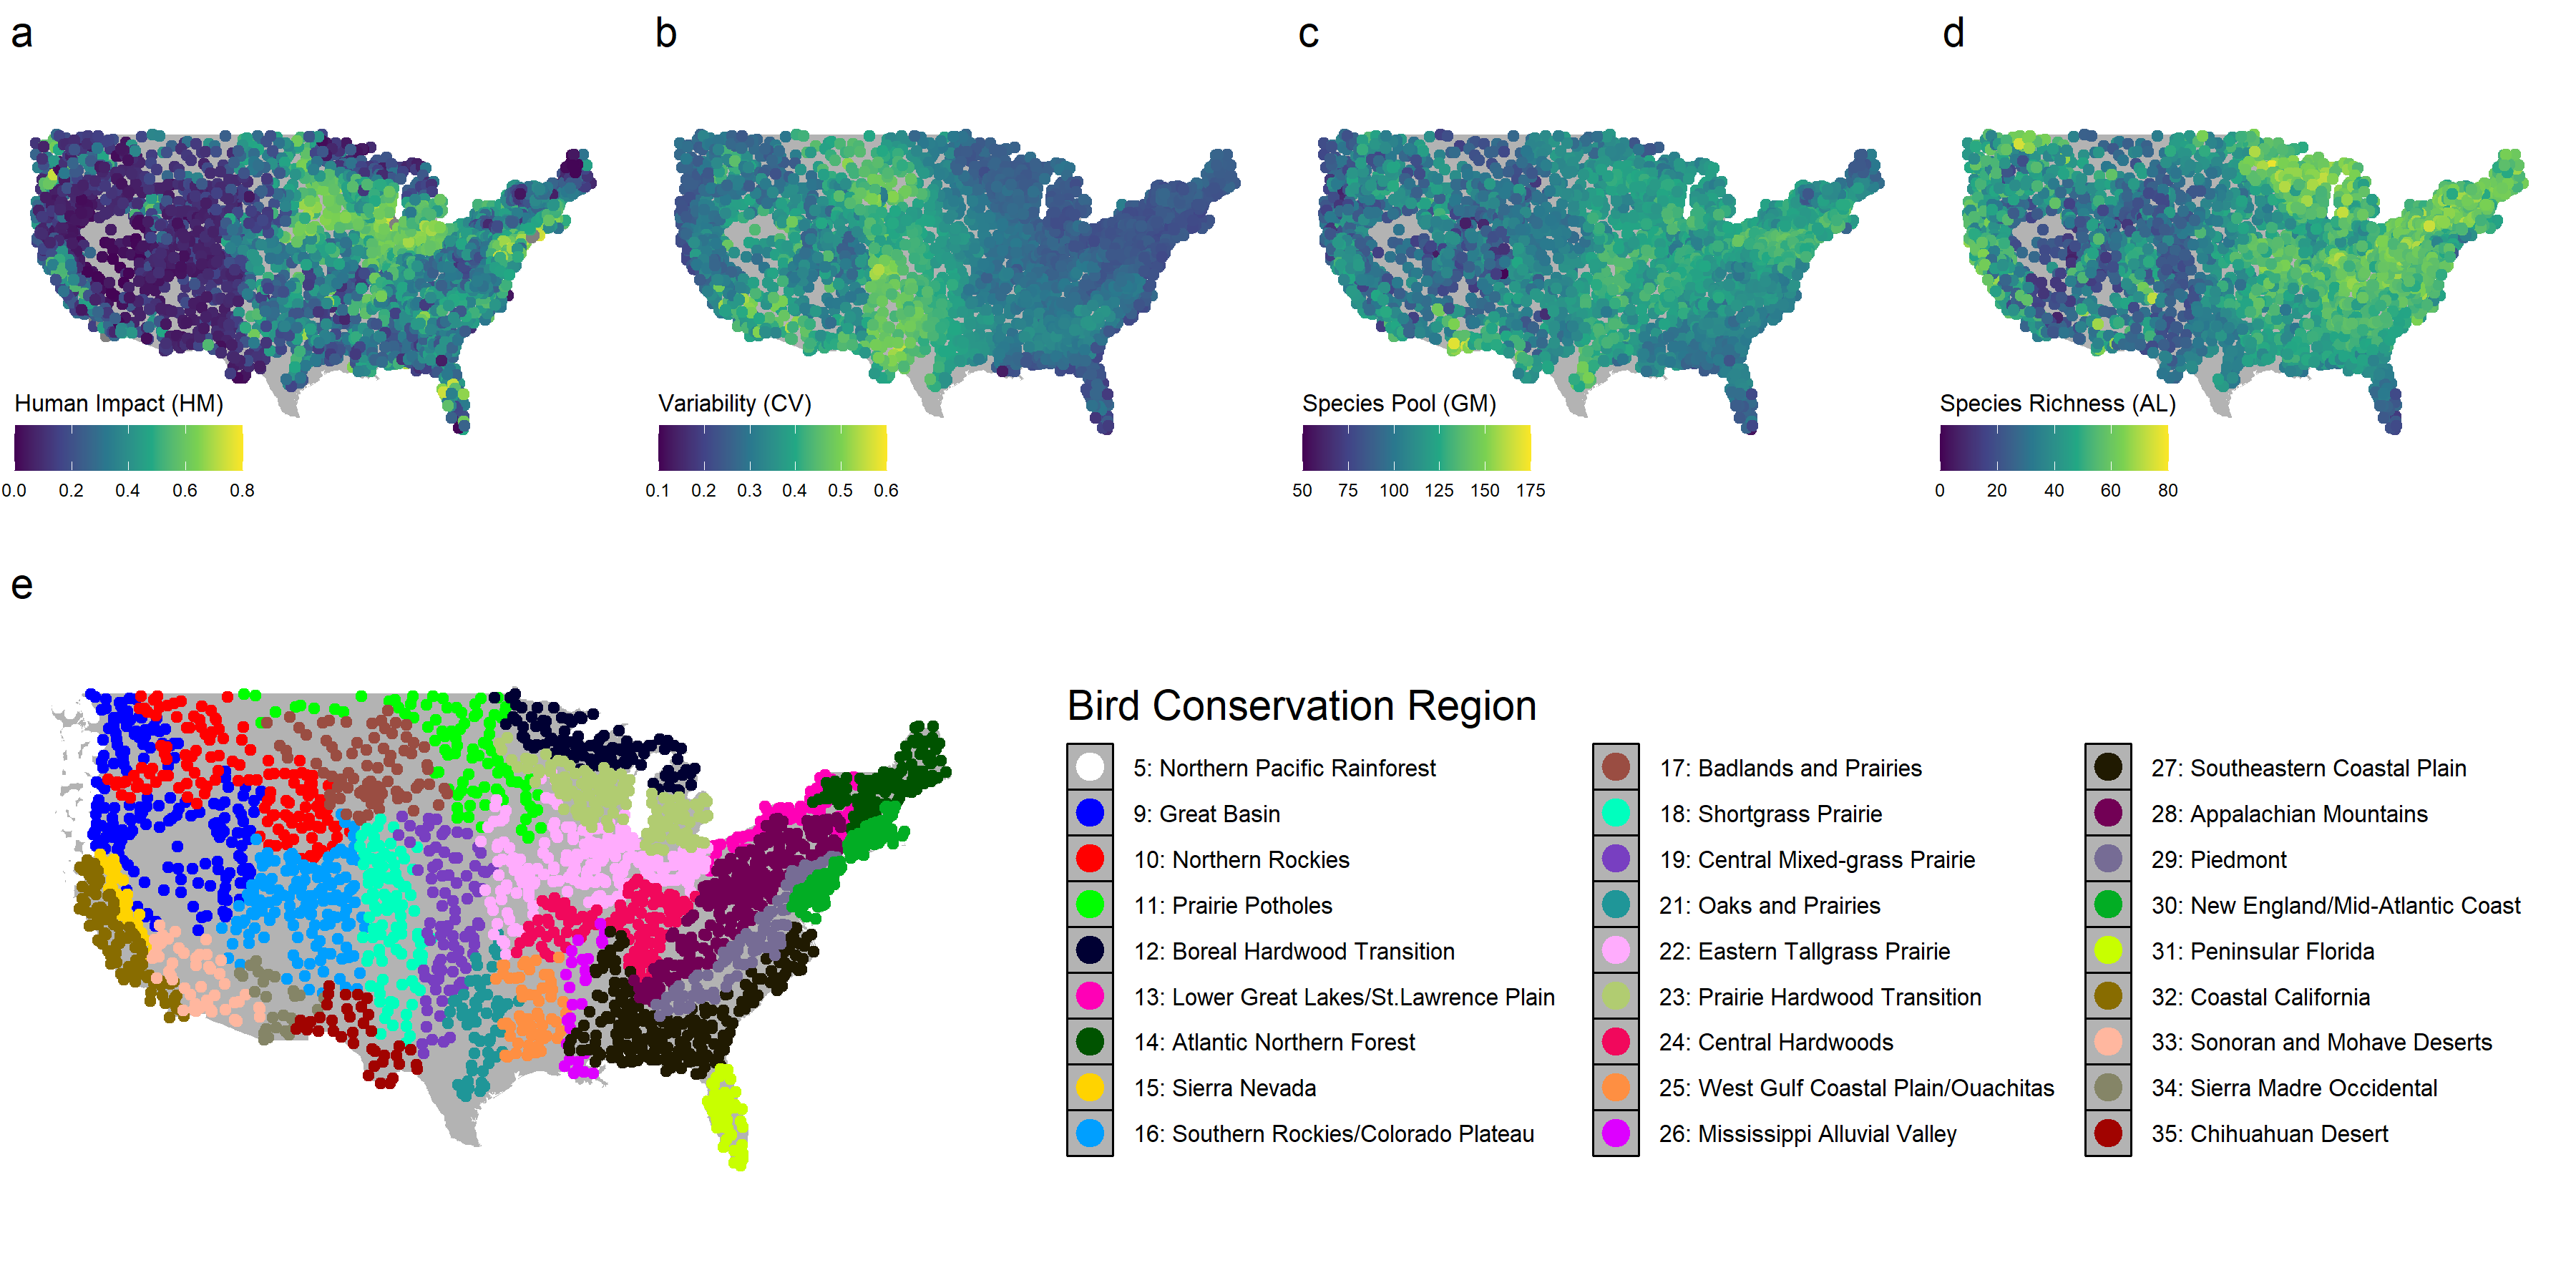 a
b
c
d
Human Impact (HM)
0.0 0.2 0.4 0.6 0.8
Variability (CV)
0.1 0.2 0.3 0.4 0.5 0.6
Species Pool (GM)
50 75 100 125 150 175
Species Richness (AL)
0 20 40 60 80
e
Bird Conservation Region
5: Northern Pacific Rainforest
9: Great Basin
10: Northern Rockies
11: Prairie Potholes
12: Boreal Hardwood Transition
13: Lower Great Lakes/St.Lawrence Plain
14: Atlantic Northern Forest
15: Sierra Nevada
16: Southern Rockies/Colorado Plateau
17: Badlands and Prairies
18: Shortgrass Prairie
19: Central Mixed-grass Prairie
21: Oaks and Prairies
22: Eastern Tallgrass Prairie
23: Prairie Hardwood Transition
24: Central Hardwoods
25: West Gulf Coastal Plain/Ouachitas
26: Mississippi Alluvial Valley
27: Southeastern Coastal Plain
28: Appalachian Mountains
29: Piedmont
30: New England/Mid-Atlantic Coast
31: Peninsular Florida
32: Coastal California
33: Sonoran and Mohave Deserts
34: Sierra Madre Occidental
35: Chihuahuan Desert